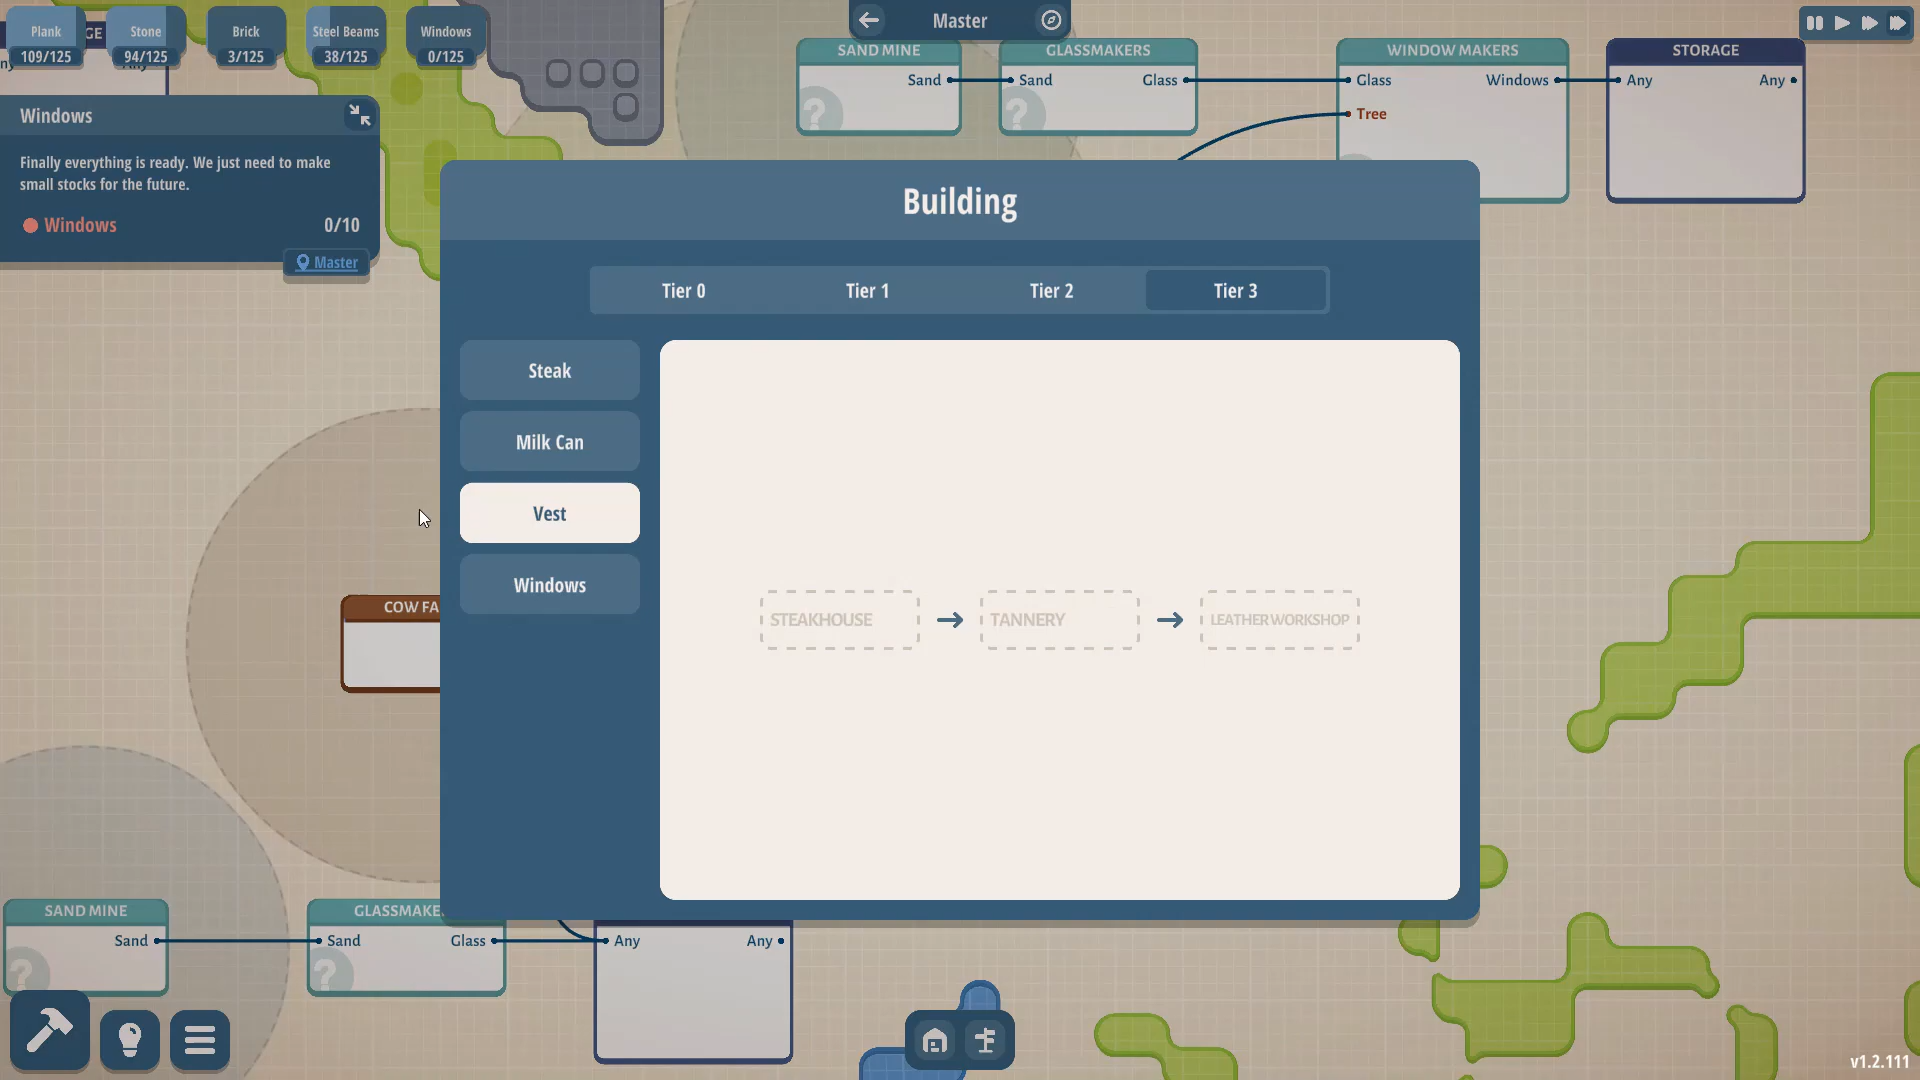 Plank
Stone
Brick
Steel Beams
Windows
109/125
94/125
3/125
38/125
0/125
GE
Master
SAND MINE
GLASSMAKERS
WINDOW MAKERS
STORAGE
Sand
Sand
Glass
Glass
Windows
Any
Any
Tree
Windows
Finally everything is ready. We just need to make
small stocks for the future.
Windows
0/10
Master
Building
Tier 0
Tier 1
Tier 2
Tier 3
Steak
Milk Can
Vest
Windows
STEAKHOUSE
TANNERY
LEATHER WORKSHOP
COW FA
SAND MINE
GLASSMAKE
Sand
Sand
Glass
Any
Any
v1.2.111